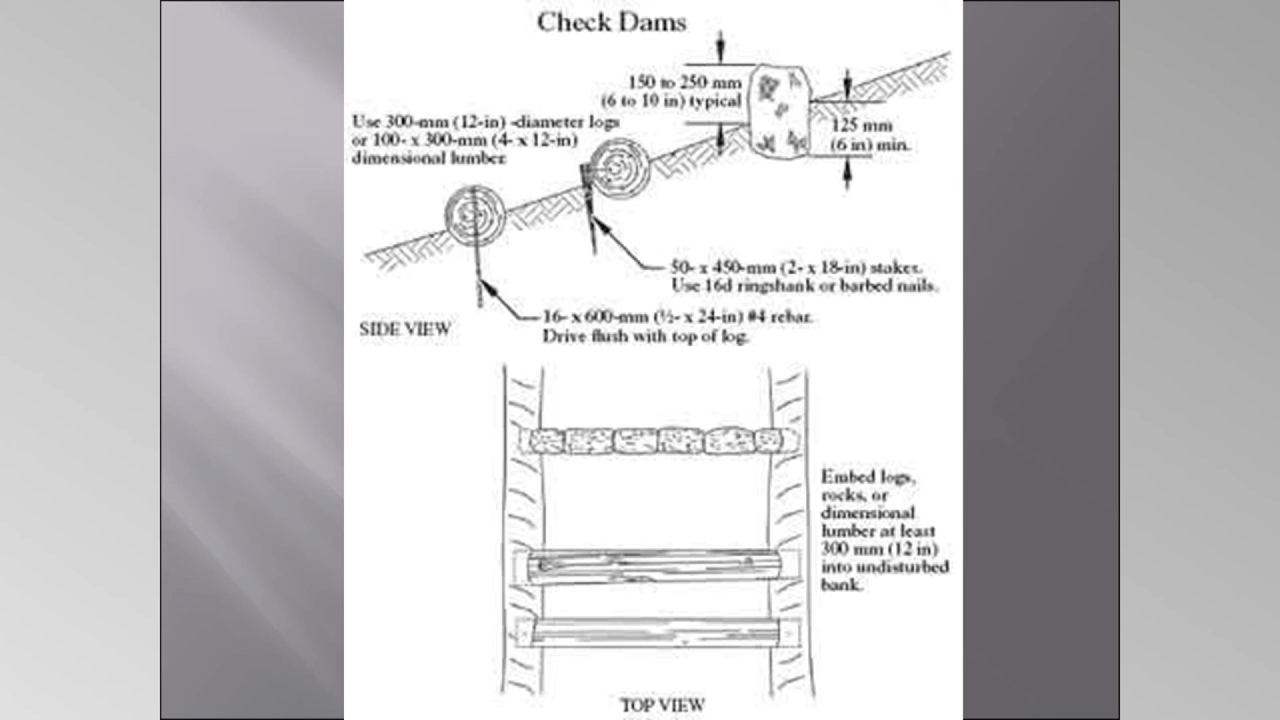 Check Dams
150 to 250 mm
(6 to 10 in) typical
Use 300-mm (12-in) -diameter logs
or 100- x 300-mm (4- x 12-in)
dimensional lumber.
125 mm
(6 in) min.
50- x 450-mm (2- x 18-in) stakes.
Use 16d ringshank or barbed nails.
16- x 600-mm (½- x 24-in) #4 rebar.
Drive flush with top of log.
SIDE VIEW
Embed logs,
rocks, or
dimensional
lumber at least
300 mm (12 in)
into undisturbed
bank.
TOP VIEW